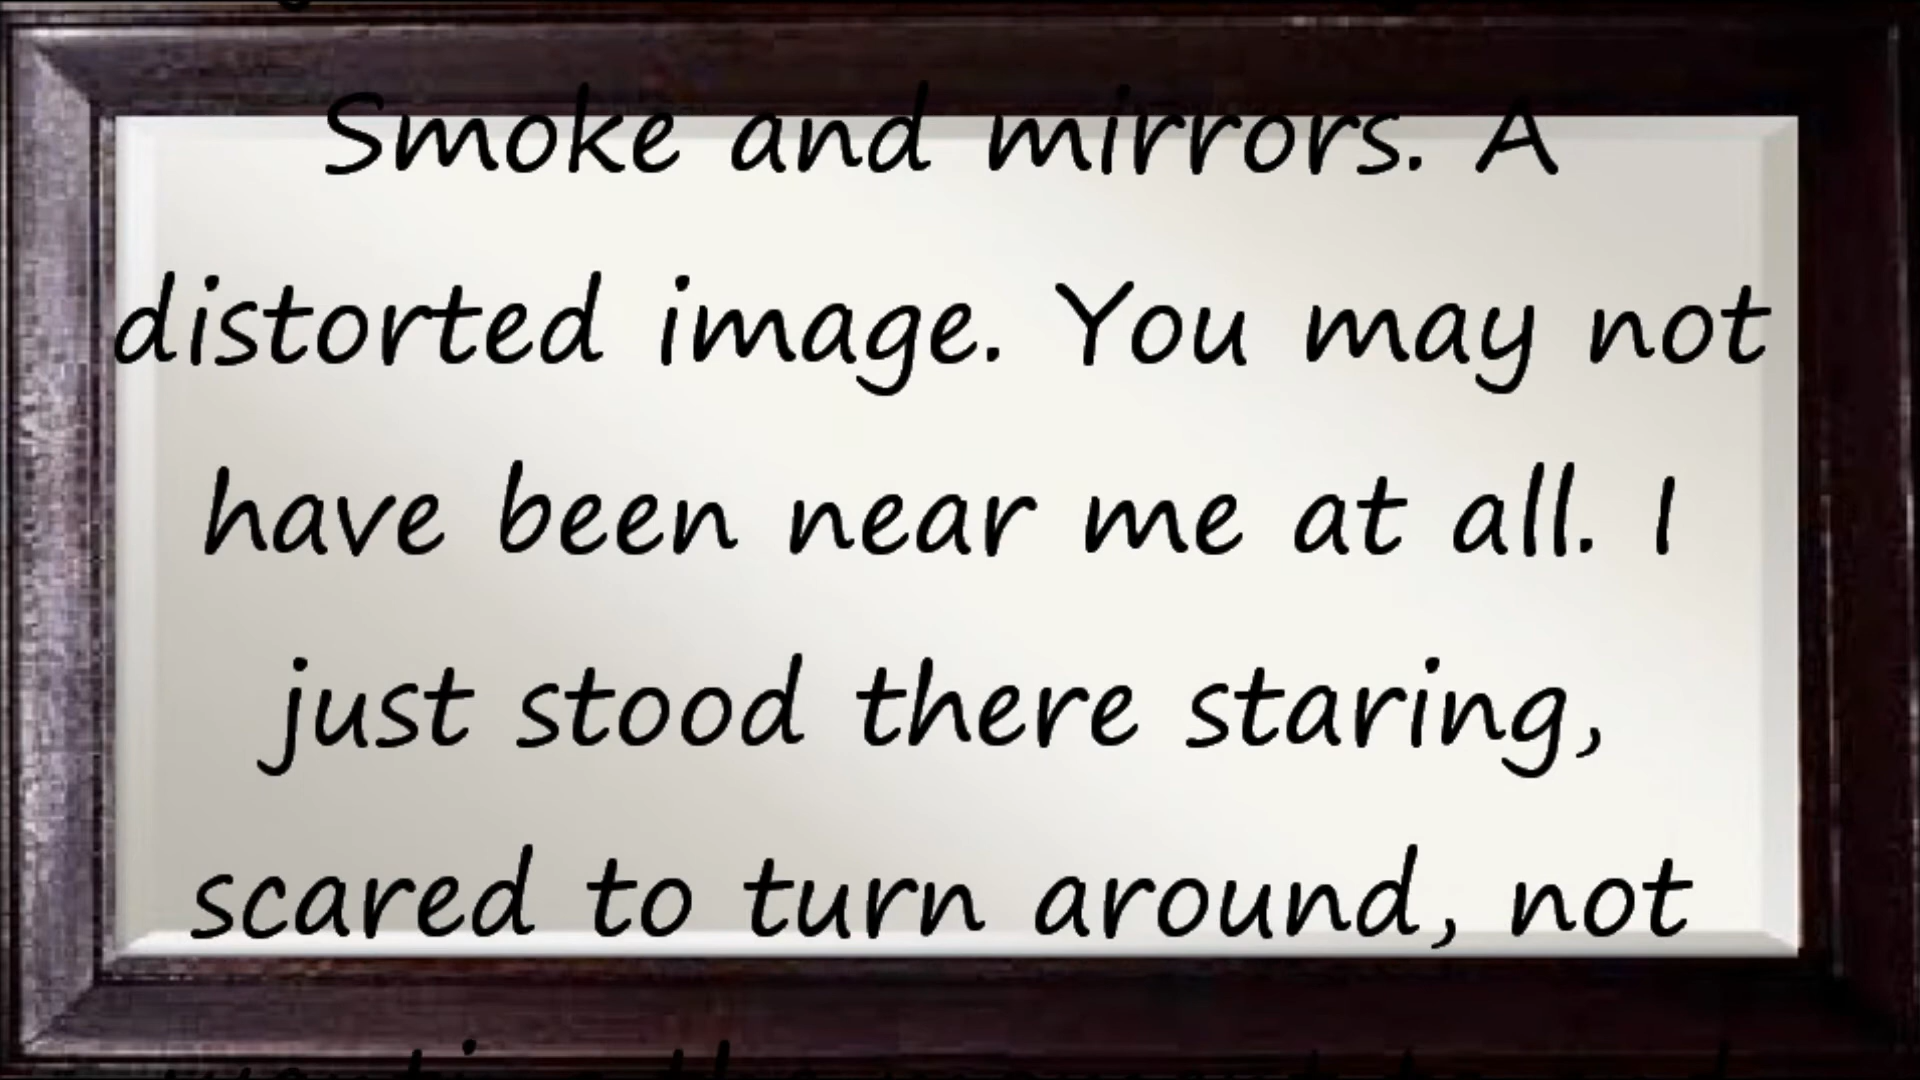 Smoke and mirrors. A
distorted image. You may not
have been near me at all. I
just stood there staring,
scared to turn around, not